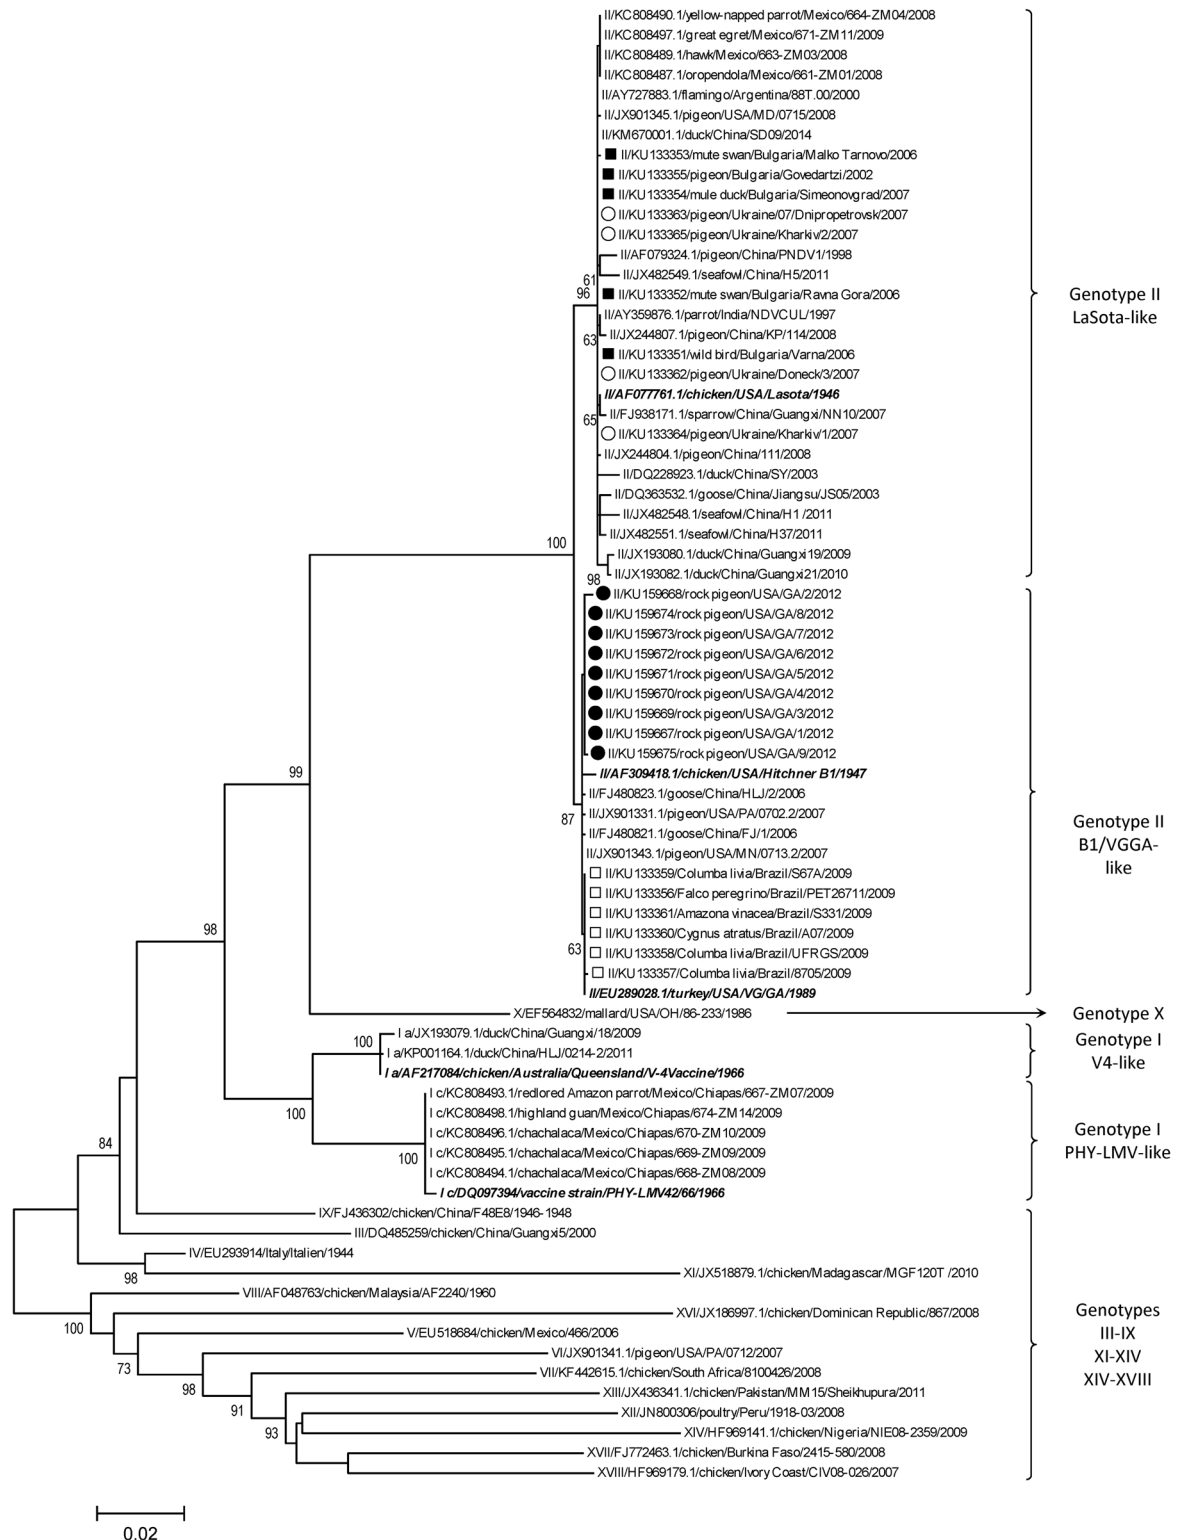 II/KC808490.1/yellow-napped parrot/Mexico/664-ZM04/2008
II/KC808497.1/great egret/Mexico/671-ZM11/2009
II/KC808489.1/hawk/Mexico/663-ZM03/2008
II/KC808487.1/oropendola/Mexico/661-ZM01/2008
II/AY727883.1/flamingo/Argentina/88T.00/2000
II/JX901345.1/pigeon/USA/MD/0715/2008
II/KM670001.1/duck/China/SD09/2014
II/KU133353/mute swan/Bulgaria/Malko Tarnovo/2006
II/KU133355/pigeon/Bulgaria/Govedartzi/2002
II/KU133354/mule duck/Bulgaria/Simeonovgrad/2007
II/KU133363/pigeon/Ukraine/07/Dnipropetrovsk/2007
II/KU133365/pigeon/Ukraine/Kharkiv/2/2007
II/AF079324.1/pigeon/China/PNDV1/1998
II/JX482549.1/seafowl/China/H5/2011
61
96
II/KU133352/mute swan/Bulgaria/Ravna Gora/2006
Genotype II
LaSota-like
II/AY359876.1/parrot/India/NDVCUL/1997
II/JX244807.1/pigeon/China/KP/114/2008
63
II/KU133351/wild bird/Bulgaria/Varna/2006
II/KU133362/pigeon/Ukraine/Doneck/3/2007
II/AF077761.1/chicken/USA/Lasota/1946
II/FJ938171.1/sparrow/China/Guangxi/NN10/2007
65
II/KU133364/pigeon/Ukraine/Kharkiv/1/2007
II/JX244804.1/pigeon/China/111/2008
II/DQ228923.1/duck/China/SY/2003
II/DQ363532.1/goose/China/Jiangsu/JS05/2003
II/JX482548.1/seafowl/China/H1 /2011
II/JX482551.1/seafowl/China/H37/2011
100
II/JX193080.1/duck/China/Guangxi19/2009
II/JX193082.1/duck/China/Guangxi21/2010
98
II/KU159668/rock pigeon/USA/GA/2/2012
II/KU159674/rock pigeon/USA/GA/8/2012
II/KU159673/rock pigeon/USA/GA/7/2012
II/KU159672/rock pigeon/USA/GA/6/2012
II/KU159671/rock pigeon/USA/GA/5/2012
II/KU159670/rock pigeon/USA/GA/4/2012
II/KU159669/rock pigeon/USA/GA/3/2012
II/KU159667/rock pigeon/USA/GA/1/2012
II/KU159675/rock pigeon/USA/GA/9/2012
99
II/AF309418.1/chicken/USA/Hitchner B1/1947
II/FJ480823.1/goose/China/HLJ/2/2006
II/JX901331.1/pigeon/USA/PA/0702.2/2007
87
II/FJ480821.1/goose/China/FJ/1/2006
Genotype II
B1/VGGA-
like
II/JX901343.1/pigeon/USA/MN/0713.2/2007
II/KU133359/Columba livia/Brazil/S67A/2009
II/KU133356/Falco peregrino/Brazil/PET26711/2009
II/KU133361/Amazona vinacea/Brazil/S331/2009
98
II/KU133360/Cygnus atratus/Brazil/A07/2009
63
II/KU133358/Columba livia/Brazil/UFRGS/2009
II/KU133357/Columba livia/Brazil/8705/2009
II/EU289028.1/turkey/USA/VG/GA/1989
X/EF564832/mallard/USA/OH/86-233/1986
Genotype X
I a/JX193079.1/duck/China/Guangxi/18/2009
100
I a/KP001164.1/duck/China/HLJ/0214-2/2011
I a/AF217084/chicken/Australia/Queensland/V-4Vaccine/1966
Genotype I
V4-like
I c/KC808493.1/redlored Amazon parrot/Mexico/Chiapas/667-ZM07/2009
100
I c/KC808498.1/highland guan/Mexico/Chiapas/674-ZM14/2009
I c/KC808496.1/chachalaca/Mexico/Chiapas/670-ZM10/2009
I c/KC808495.1/chachalaca/Mexico/Chiapas/669-ZM09/2009
Genotype I
PHY-LMV-like
84
100
I c/KC808494.1/chachalaca/Mexico/Chiapas/668-ZM08/2009
I c/DQ097394/vaccine strain/PHY-LMV42/66/1966
IX/FJ436302/chicken/China/F48E8/1946-1948
III/DQ485259/chicken/China/Guangxi5/2000
IV/EU293914/Italy/Italien/1944
98
XI/JX518879.1/chicken/Madagascar/MGF120T /2010
VIII/AF048763/chicken/Malaysia/AF2240/1960
100
XVI/JX186997.1/chicken/Dominican Republic/867/2008
V/EU518684/chicken/Mexico/466/2006
73
VI/JX901341.1/pigeon/USA/PA/0712/2007
Genotypes
III-IX
XI-XIV
XIV-XVIII
98
VII/KF442615.1/chicken/South Africa/8100426/2008
91
XIII/JX436341.1/chicken/Pakistan/MM15/Sheikhupura/2011
XII/JN800306/poultry/Peru/1918-03/2008
93
XIV/HF969141.1/chicken/Nigeria/NIE08-2359/2009
XVII/FJ772463.1/chicken/Burkina Faso/2415-580/2008
XVIII/HF969179.1/chicken/Ivory Coast/CIV08-026/2007
0.02